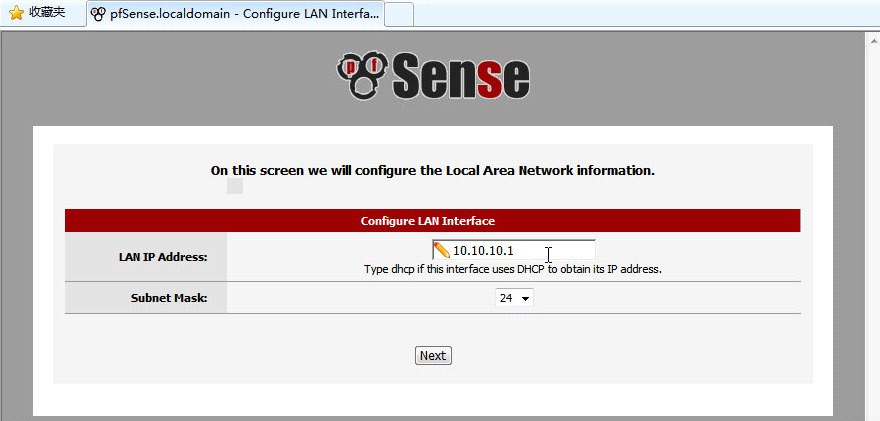 收藏夹
pfSense.localdomain - Configure LAN Interfa...
pf Sense
On this screen we will configure the Local Area Network information.
Configure LAN Interface
LAN IP Address:
10.10.10.1
Type dhcp if this interface uses DHCP to obtain its IP address.
Subnet Mask:
24
Next